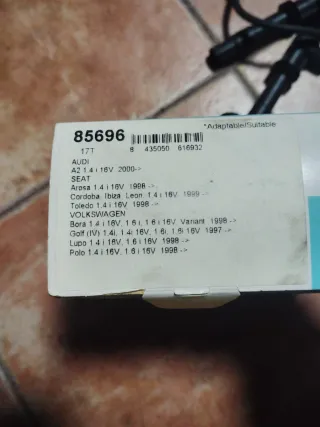 *Adaptable/Suitable
85696
17T
8 435050 616932
AUDI
A2 1.4 i 16V 2000->
SEAT
Arosa 1.4 i 16V 1998 ->
Cordoba, Ibiza, Leon, 1.4 i 16V, 1999 ->
Toledo 1.4 i 16V, 1998 ->
VOLKSWAGEN
Bora 1.4 i 16V, 1.6 i, 1.6 i 16V, Variant 1998 ->
Golf (IV) 1.4i, 1.4i 16V, 1.6i, 1.6i 16V 1997 ->
Lupo 1.4 i 16V, 1.6 i 16V 1998 ->
Polo 1.4 i 16V, 1.6 i 16V 1998 ->